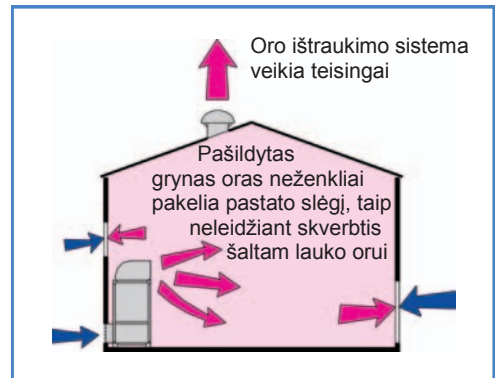 Oro ištraukimo sistema
veikia teisingai
Pašildytas
grynas oras neženkliai
pakelia pastato slėgį, taip
neleidžiant skverbtis
šaltam lauko orui